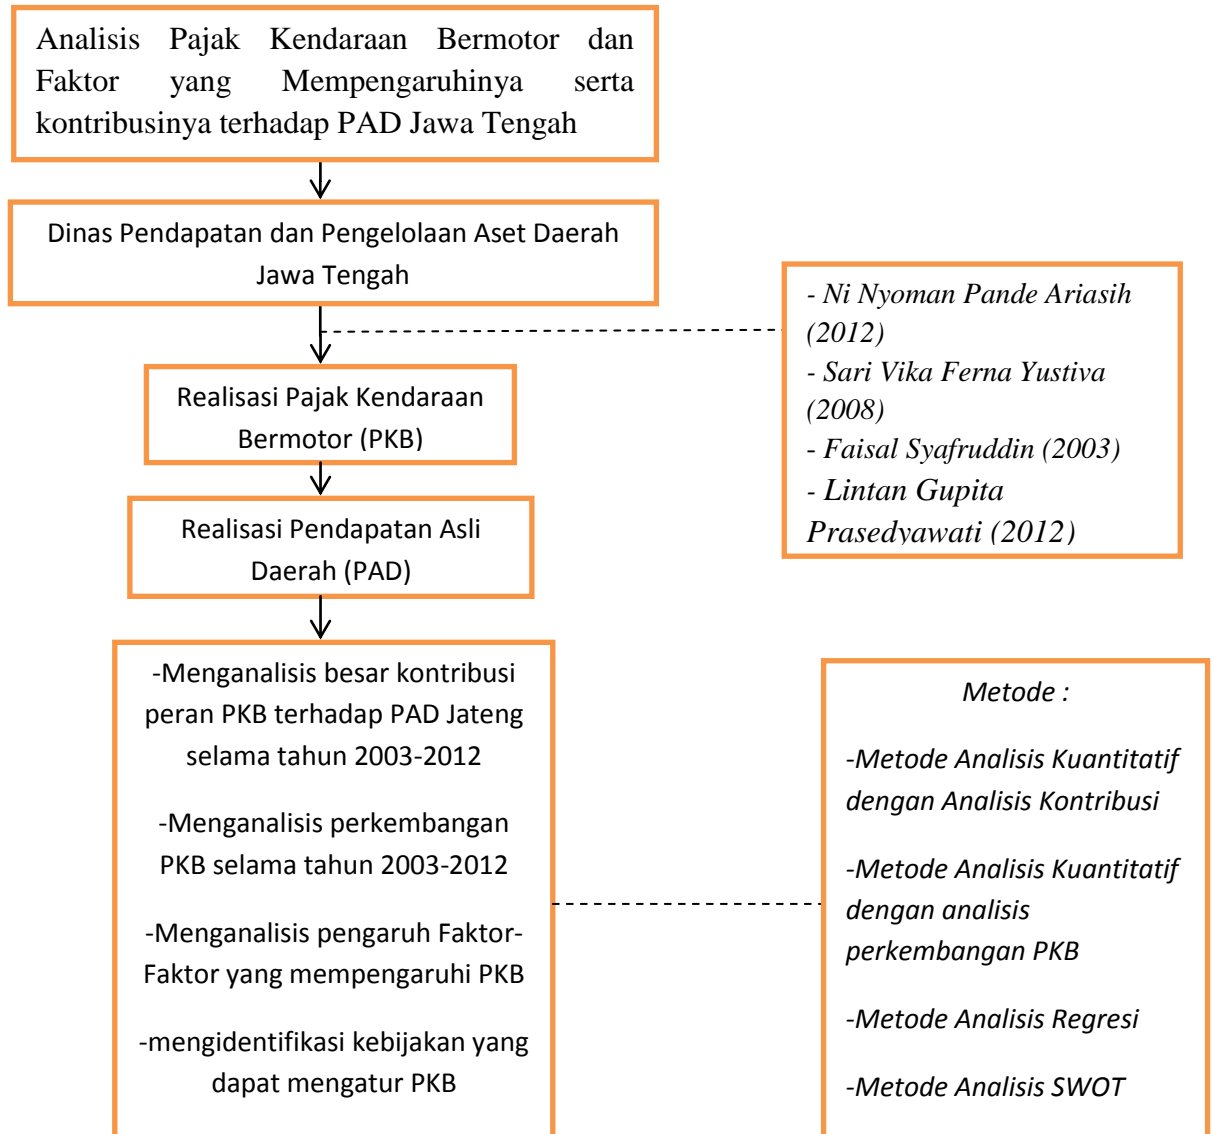 Analisis Pajak Kendaraan Bermotor dan
Faktor yang Mempengaruhinya serta
kontribusinya terhadap PAD Jawa Tengah
Dinas Pendapatan dan Pengelolaan Aset Daerah
Jawa Tengah
- Ni Nyoman Pande Ariasih
(2012)
- Sari Vika Ferna Yustiva
(2008)
- Faisal Syafruddin (2003)
- Lintan Gupita
Prasedyawati (2012)
Realisasi Pajak Kendaraan
Bermotor (PKB)
Realisasi Pendapatan Asli
Daerah (PAD)
-Menganalisis besar kontribusi
peran PKB terhadap PAD Jateng
selama tahun 2003-2012
-Menganalisis perkembangan
PKB selama tahun 2003-2012
-Menganalisis pengaruh Faktor-
Faktor yang mempengaruhi PKB
-mengidentifikasi kebijakan yang
dapat mengatur PKB
Metode :
-Metode Analisis Kuantitatif
dengan Analisis Kontribusi
-Metode Analisis Kuantitatif
dengan analisis
perkembangan PKB
-Metode Analisis Regresi
-Metode Analisis SWOT